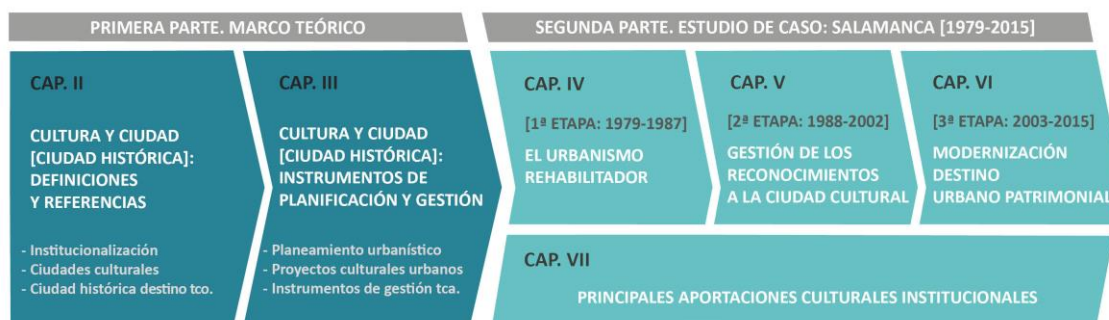 PRIMERA PARTE. MARCO TEÓRICO
SEGUNDA PARTE. ESTUDIO DE CASO: SALAMANCA [1979-2015]
CAP. II
CULTURA Y CIUDAD
[CIUDAD HISTÓRICA]:
DEFINICIONES
Y REFERENCIAS
- Institucionalización
- Ciudades culturales
- Ciudad histórica destino tco.
CAP. III
CULTURA Y CIUDAD
[CIUDAD HISTÓRICA]:
INSTRUMENTOS DE
PLANIFICACIÓN Y GESTIÓN
- Planeamiento urbanístico
- Proyectos culturales urbanos
- Instrumentos de gestión tca.
CAP. IV
[1ª ETAPA: 1979-1987]
EL URBANISMO
REHABILITADOR
CAP. V
[2ª ETAPA: 1988-2002]
GESTIÓN DE LOS
RECONOCIMIENTOS
A LA CIUDAD CULTURAL
CAP. VI
[3ª ETAPA: 2003-2015]
MODERNIZACIÓN
DESTINO
URBANO PATRIMONIAL
CAP. VII
PRINCIPALES APORTACIONES CULTURALES INSTITUCIONALES